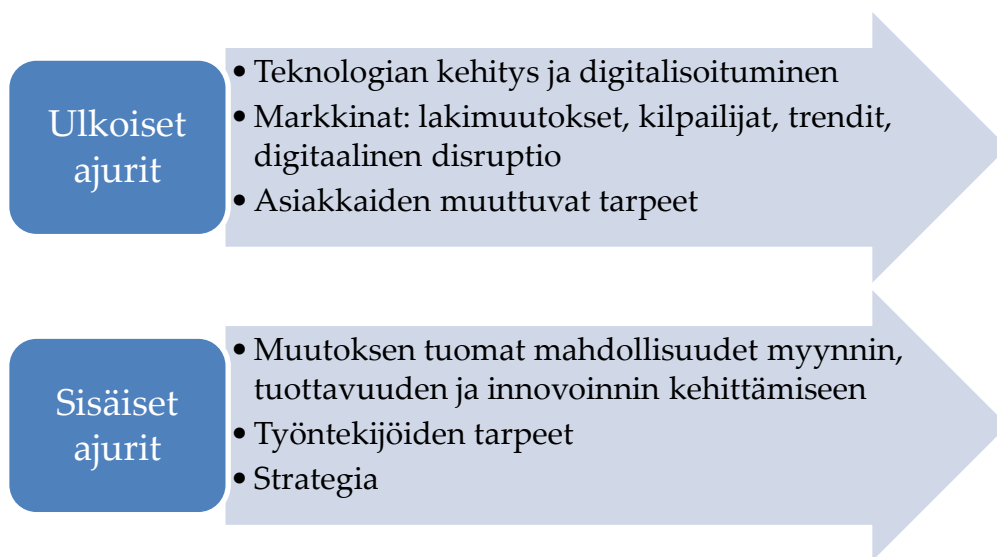 Ulkoiset
ajurit
• Teknologian kehitys ja digitalisoituminen
• Markkinat: lakimuutokset, kilpailijat, trendit,
digitaalinen disruptio
• Asiakkaiden muuttuvat tarpeet
Sisäiset
ajurit
• Muutoksen tuomat mahdollisuudet myynnin,
tuottavuuden ja innovoinnin kehittämiseen
• Työntekijöiden tarpeet
• Strategia